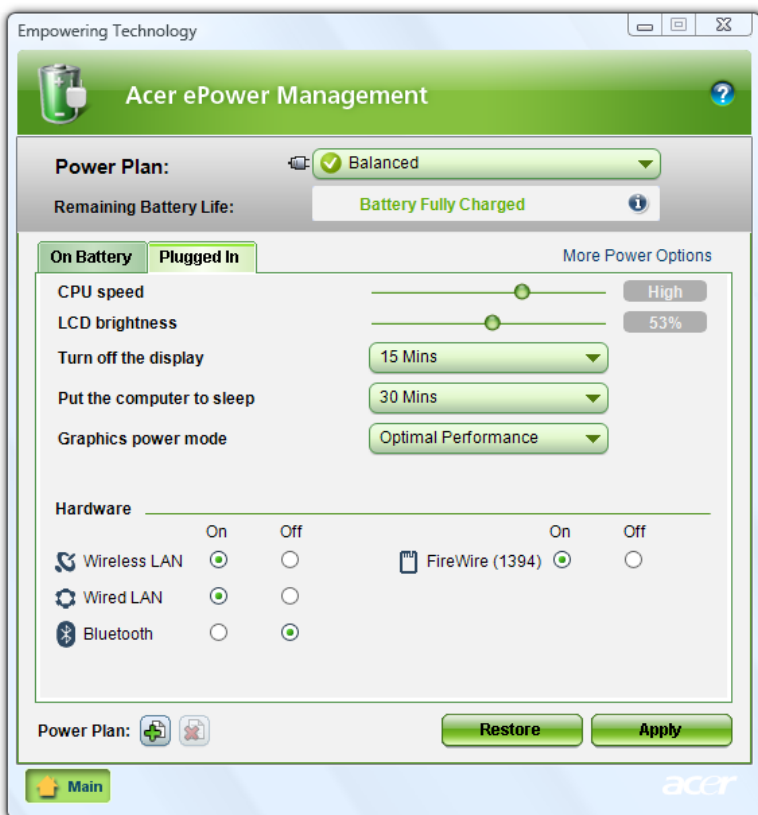 Empowering Technology
Acer ePower Management
Power Plan: Balanced
Remaining Battery Life: Battery Fully Charged
On Battery Plugged In More Power Options
CPU speed High
LCD brightness 53%
Turn off the display 15 Mins
Put the computer to sleep 30 Mins
Graphics power mode Optimal Performance
Hardware
On Off On Off
Wireless LAN FireWire (1394)
Wired LAN
Bluetooth
Power Plan: Restore Apply
Main acer